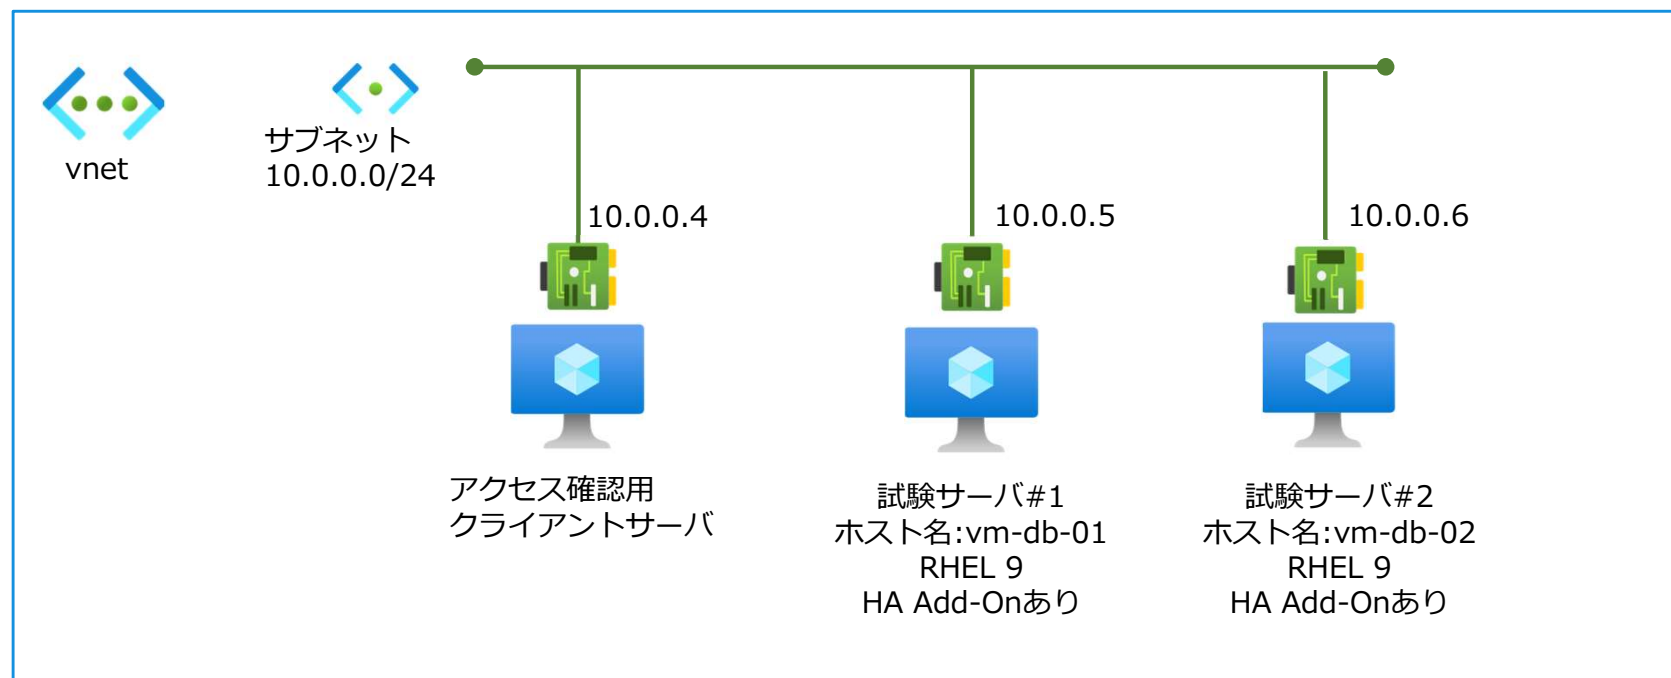 vnet
サブネット
10.0.0.0/24
10.0.0.4
10.0.0.5
10.0.0.6
アクセス確認用
クライアントサーバ
試験サーバ#1
ホスト名:vm-db-01
RHEL 9
HA Add-Onあり
試験サーバ#2
ホスト名:vm-db-02
RHEL 9
HA Add-Onあり